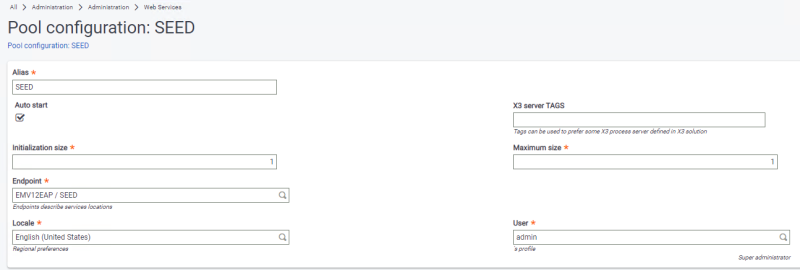 All > Administration > Administration > Web Services
Pool configuration: SEED
Pool configuration: SEED
Alias *
SEED
Auto start
X3 server TAGS
Tags can be used to prefer some X3 process server defined in X3 solution
Initialization size *
Maximum size *
1
1
Endpoint *
EMV12EAP / SEED
Endpoints describe services locations
Locale *
User *
English (United States)
admin
Regional preferences
's profile
Super administrator